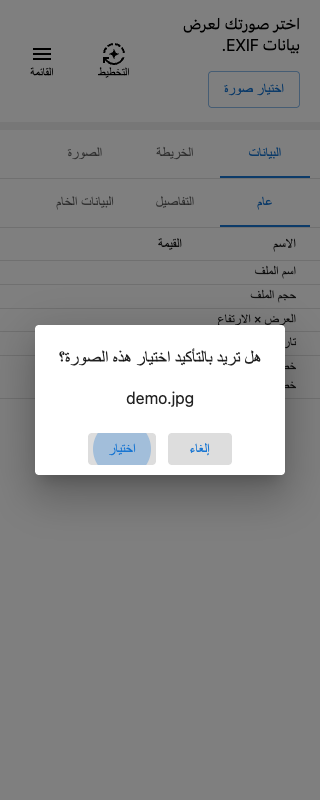 اختر صورتك لعرض
بيانات EXIF.
اختيار صورة
التخطيط
القائمة
البيانات
الخريطة
الصورة
عام
التفاصيل
البيانات الخام
الاسم
القيمة
اسم الملف
حجم الملف
العرض × الارتفاع
هل تريد بالتأكيد اختيار هذه الصورة؟
demo.jpg
إلغاء
اختيار